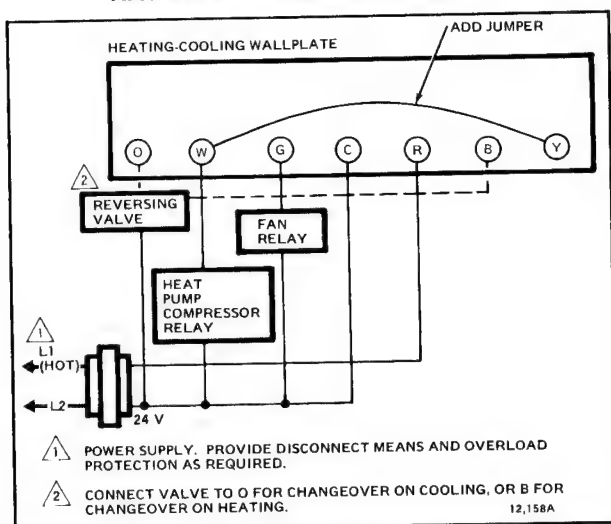 ADD JUMPER
HEATING-COOLING WALLPLATE
O W G C R B Y
2
REVERSING
VALVE
FAN
RELAY
HEAT
PUMP
COMPRESSOR
RELAY
1
L1
(HOT)
L2
24 V
1 POWER SUPPLY. PROVIDE DISCONNECT MEANS AND OVERLOAD
PROTECTION AS REQUIRED.
2 CONNECT VALVE TO O FOR CHANGEOVER ON COOLING, OR B FOR
CHANGEOVER ON HEATING.
12,158A